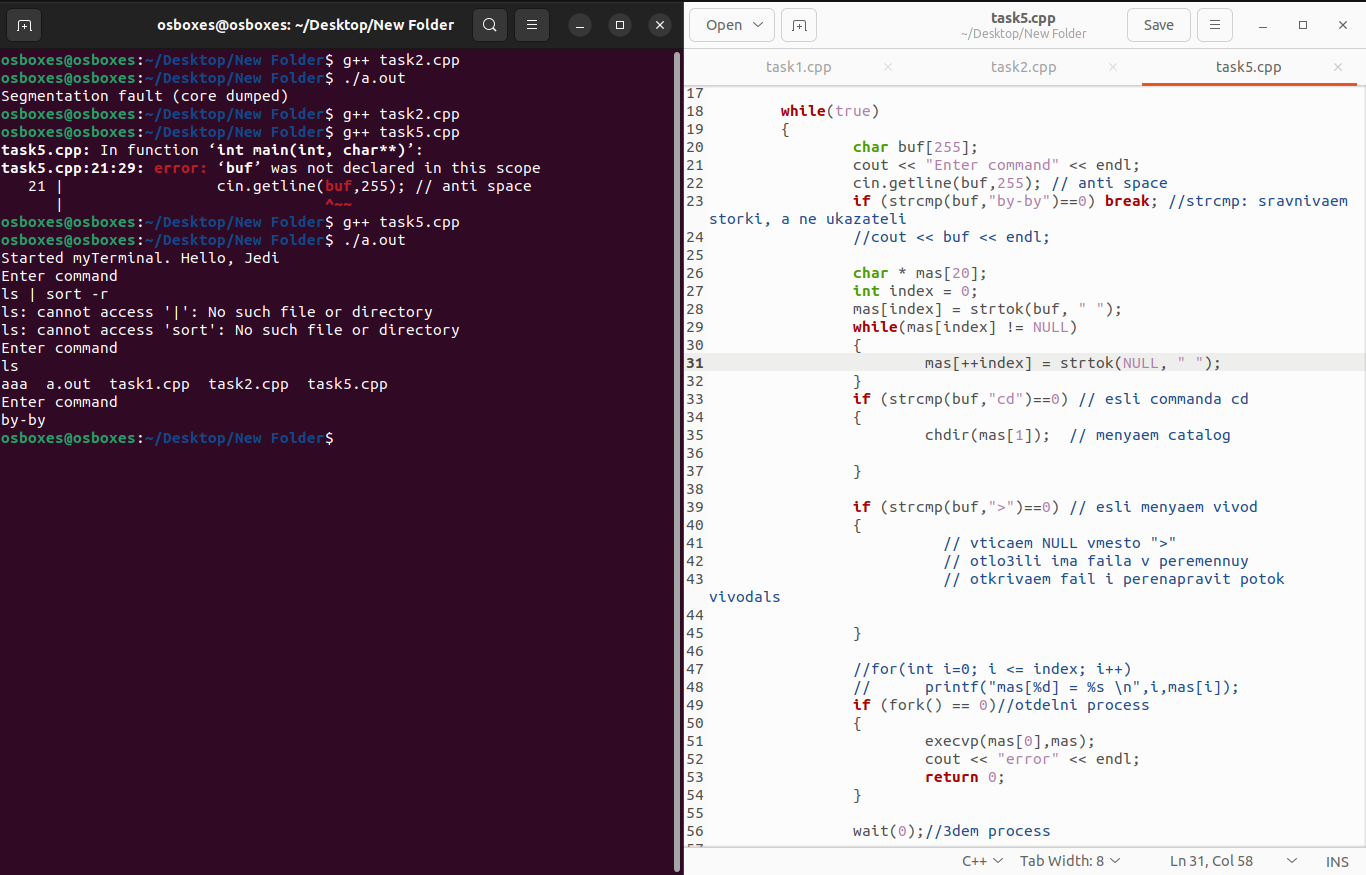 osboxes@osboxes: ~/Desktop/New Folder
osboxes@osboxes:~/Desktop/New Folder$ g++ task2.cpp
osboxes@osboxes:~/Desktop/New Folder$ ./a.out
Segmentation fault (core dumped)
osboxes@osboxes:~/Desktop/New Folder$ g++ task2.cpp
osboxes@osboxes:~/Desktop/New Folder$ g++ task5.cpp
task5.cpp: In function ‘int main(int, char**)’:
task5.cpp:21:29: error: ‘buf’ was not declared in this scope
   21 |                 cin.getline(buf,255); // anti space
      |                             ^~~
osboxes@osboxes:~/Desktop/New Folder$ g++ task5.cpp
osboxes@osboxes:~/Desktop/New Folder$ ./a.out
Started myTerminal. Hello, Jedi
Enter command
ls | sort -r
ls: cannot access '|': No such file or directory
ls: cannot access 'sort': No such file or directory
Enter command
ls
aaa  a.out  task1.cpp  task2.cpp  task5.cpp
Enter command
by-by
osboxes@osboxes:~/Desktop/New Folder$
Open
task5.cpp
~/Desktop/New Folder
Save
task1.cpp
task2.cpp
task5.cpp
17
18         while(true)
19         {
20                 char buf[255];
21                 cout << "Enter command" << endl;
22                 cin.getline(buf,255); // anti space
23                 if (strcmp(buf,"by-by")==0) break; //strcmp: sravnivaem
storki, a ne ukazateli
24                 //cout << buf << endl;
25
26                 char * mas[20];
27                 int index = 0;
28                 mas[index] = strtok(buf, " ");
29                 while(mas[index] != NULL)
30                 {
31                         mas[++index] = strtok(NULL, " ");
32                 }
33                 if (strcmp(buf,"cd")==0) // esli commanda cd
34                 {
35                         chdir(mas[1]);  // menyaem catalog
36
37                 }
38
39                 if (strcmp(buf,">")==0) // esli menyaem vivod
40                 {
41                           // vticaem NULL vmesto ">"
42                           // otlo3ili ima faila v peremennuy
43                           // otkrivaem fail i perenapravit potok
vivodals
44
45                 }
46
47                 //for(int i=0; i <= index; i++)
48                 //      printf("mas[%d] = %s \n",i,mas[i]);
49                 if (fork() == 0)//otdelni process
50                 {
51                         execvp(mas[0],mas);
52                         cout << "error" << endl;
53                         return 0;
54                 }
55
56                 wait(0);//3dem process
57
C++
Tab Width: 8
Ln 31, Col 58
INS